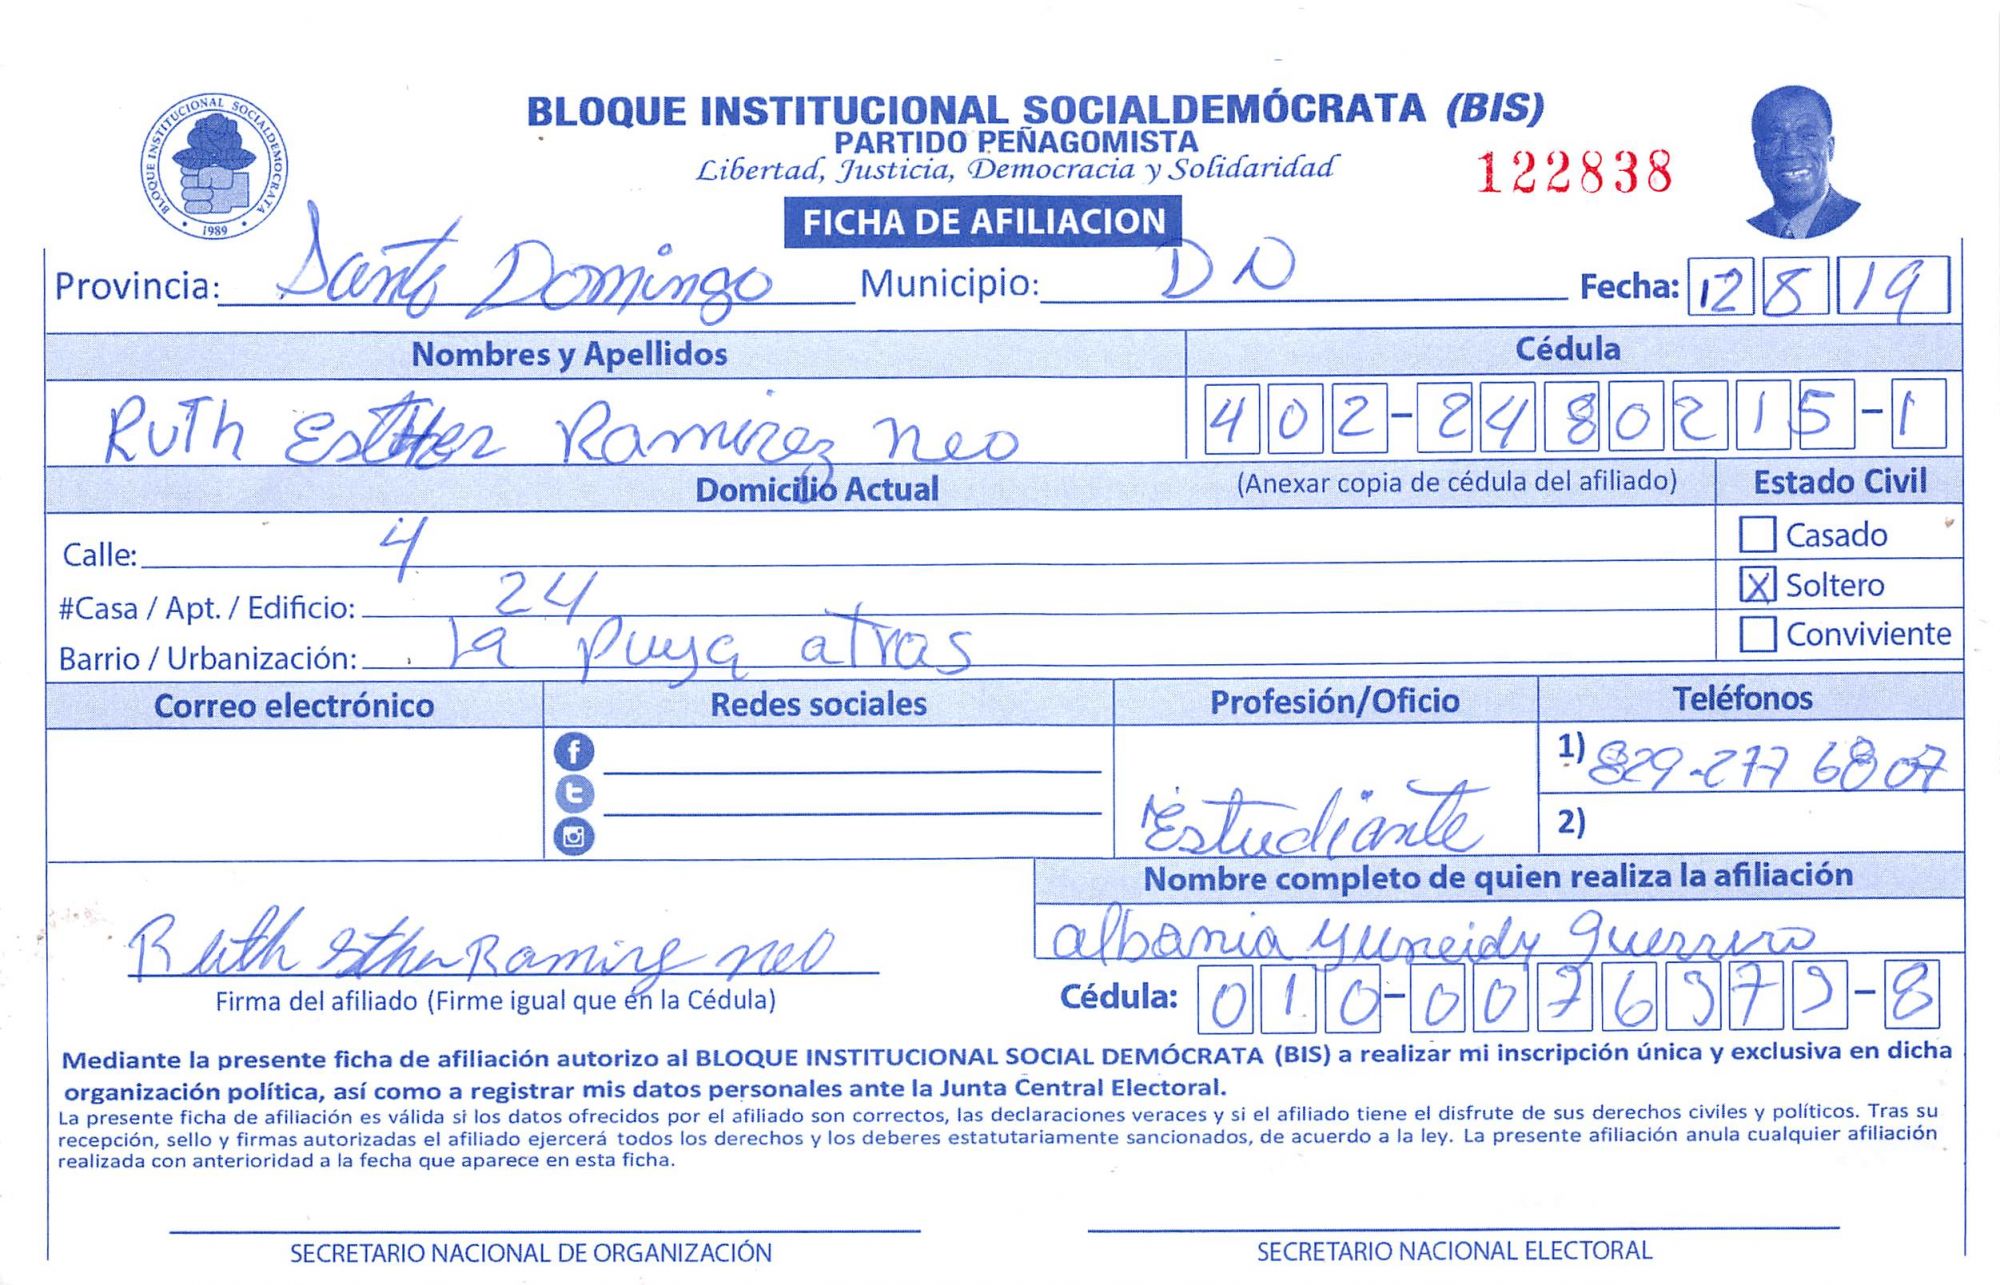 BLOQUE INSTITUCIONAL SOCIALDEMOCRATA
1989
BLOQUE INSTITUCIONAL SOCIALDEMÓCRATA (BIS)
PARTIDO PEÑAGOMISTA
Libertad, Justicia, Democracia y Solidaridad
122838
FICHA DE AFILIACION
Provincia: Santo Domingo Municipio: DN Fecha: 12 8 19
Nombres y Apellidos Cédula
Ruth Esther Ramirez neo 402-2480215-1
Domicilio Actual (Anexar copia de cédula del afiliado) Estado Civil
Calle: 4 Casado
#Casa / Apt. / Edificio: 24 X Soltero
Barrio / Urbanización: La Puya atras Conviviente
Correo electrónico Redes sociales Profesión/Oficio Teléfonos
1) 829-277 6807
Estudiante 2)
Nombre completo de quien realiza la afiliación
Ruth Esther Ramirez neo albania yuneidy guerrero
Firma del afiliado (Firme igual que en la Cédula) Cédula: 010-0076979-8
Mediante la presente ficha de afiliación autorizo al BLOQUE INSTITUCIONAL SOCIAL DEMÓCRATA (BIS) a realizar mi inscripción única y exclusiva en dicha
organización política, así como a registrar mis datos personales ante la Junta Central Electoral.
La presente ficha de afiliación es válida si los datos ofrecidos por el afiliado son correctos, las declaraciones veraces y si el afiliado tiene el disfrute de sus derechos civiles y políticos. Tras su
recepción, sello y firmas autorizadas el afiliado ejercerá todos los derechos y los deberes estatutariamente sancionados, de acuerdo a la ley. La presente afiliación anula cualquier afiliación
realizada con anterioridad a la fecha que aparece en esta ficha.
SECRETARIO NACIONAL DE ORGANIZACIÓN SECRETARIO NACIONAL ELECTORAL